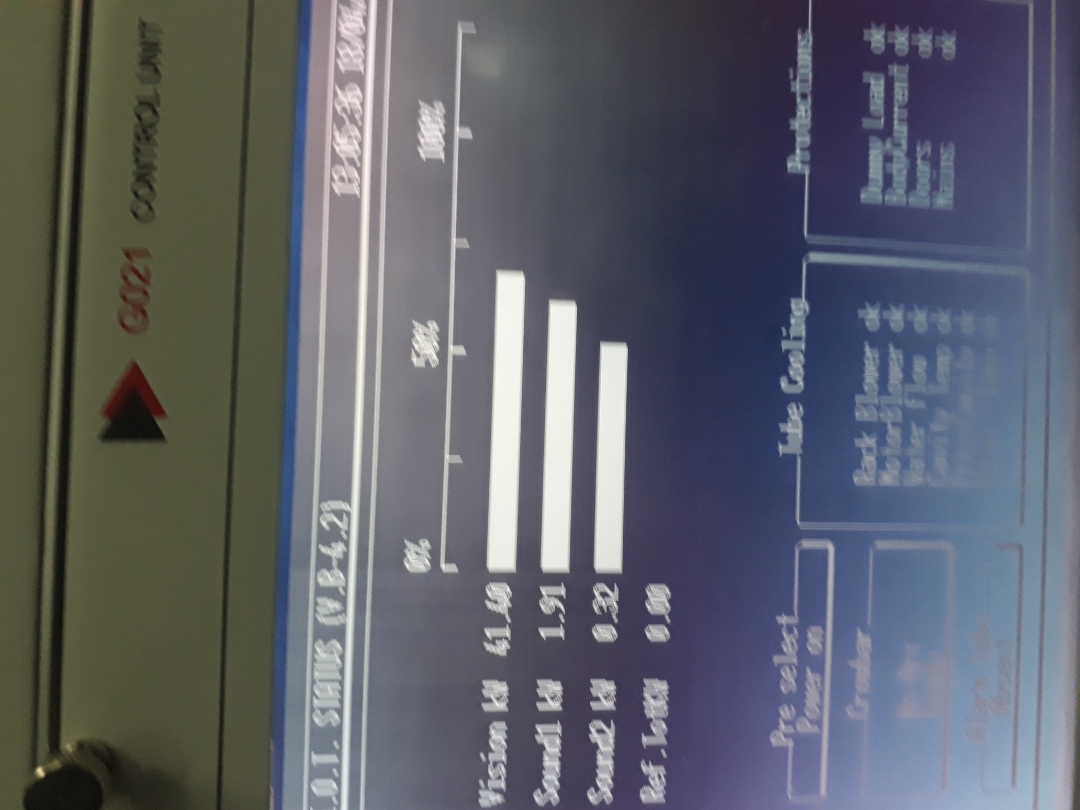 G021 CONTROL UNIT
.O.T. STATUS (V.B-4.2)
0% 50% 100%
Vision kW 41.40
Sound1 kW 1.91
Sound2 kW 0.32
Ref.TotKW 0.00
Pre select
Power on
Crowbar
Tube Cooling
Rack Blower ok
MotorBlower ok
Water Flow ok
Cavity Temp ok
ok
Protections
Dummy Load ok
BodyCurrent ok
Doors ok
Mains ok